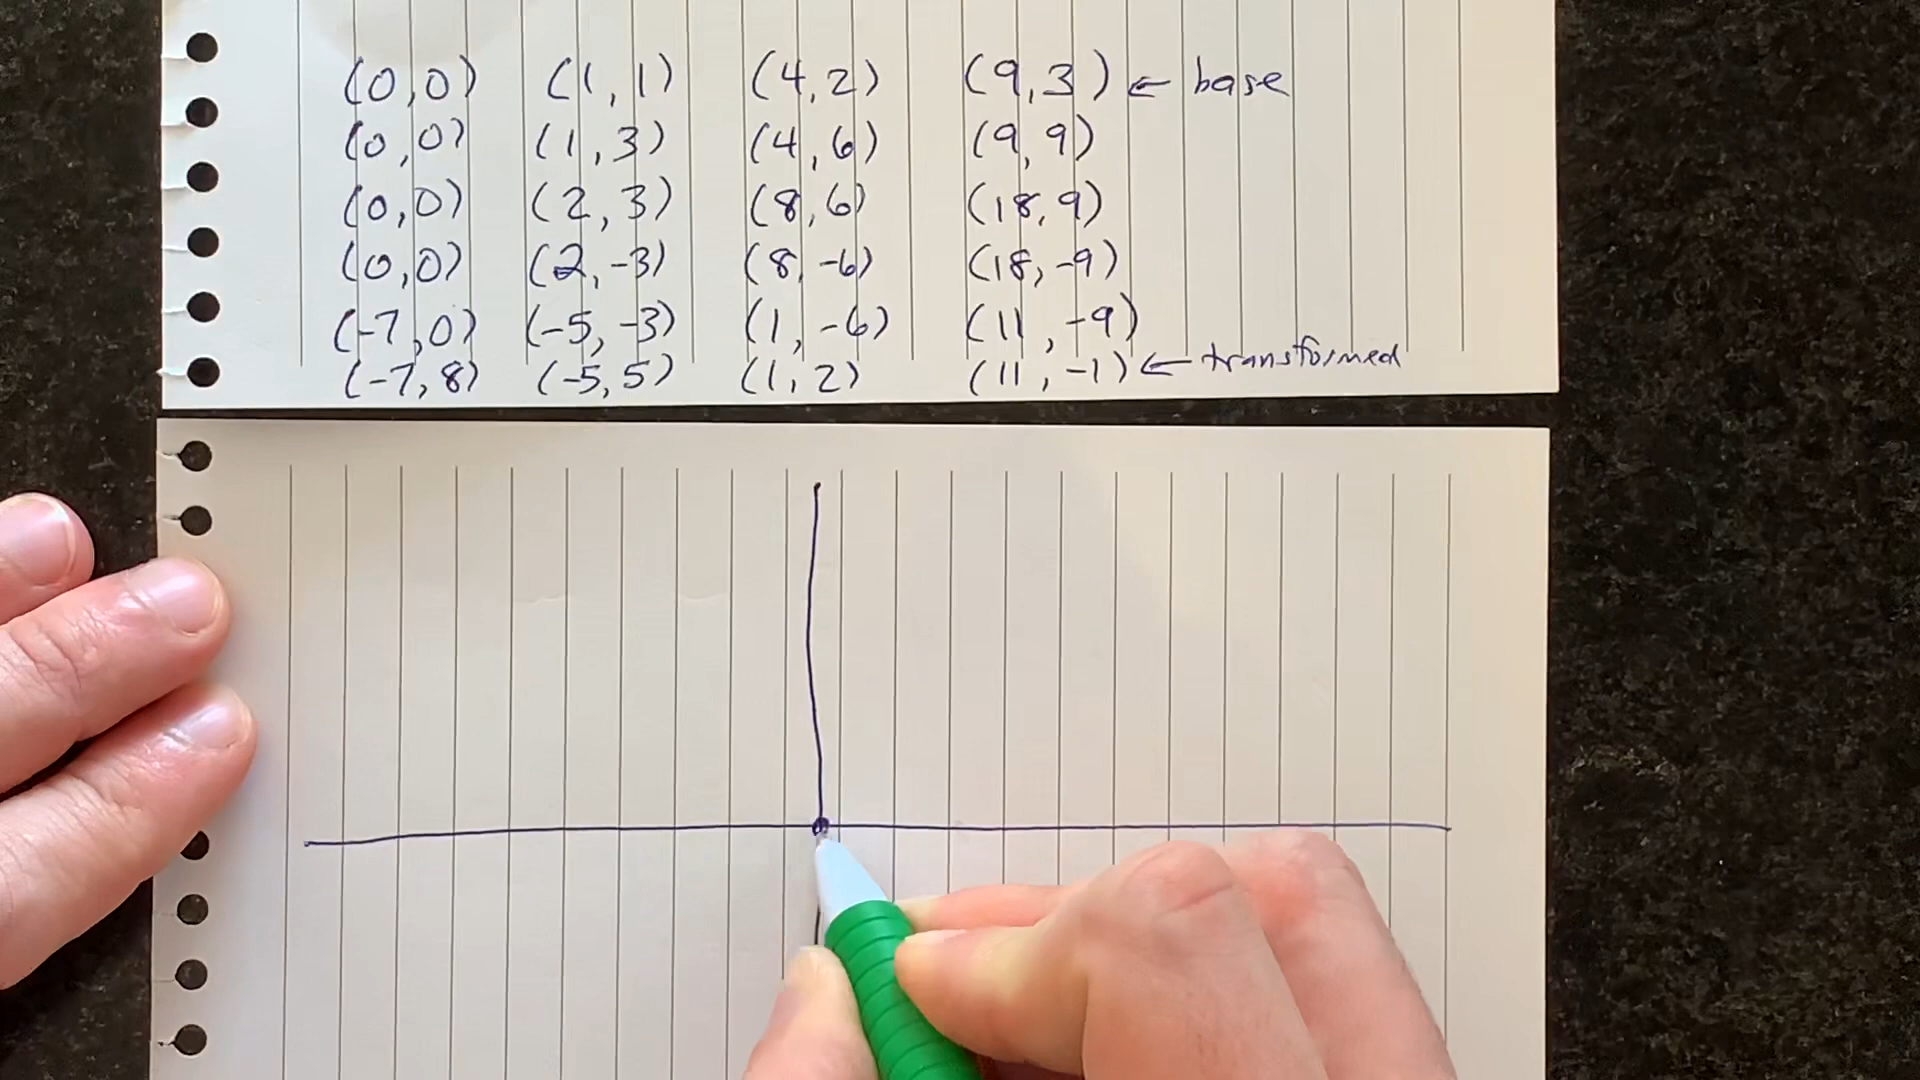 (0,0) (1,1) (4,2) (9,3) ← base
(0,0) (1,3) (4,6) (9,9)
(0,0) (2,3) (8,6) (18,9)
(0,0) (2,-3) (8,-6) (18,-9)
(-7,0) (-5,-3) (1,-6) (11,-9)
(-7,8) (-5,5) (1,2) (11,-1) ← transformed